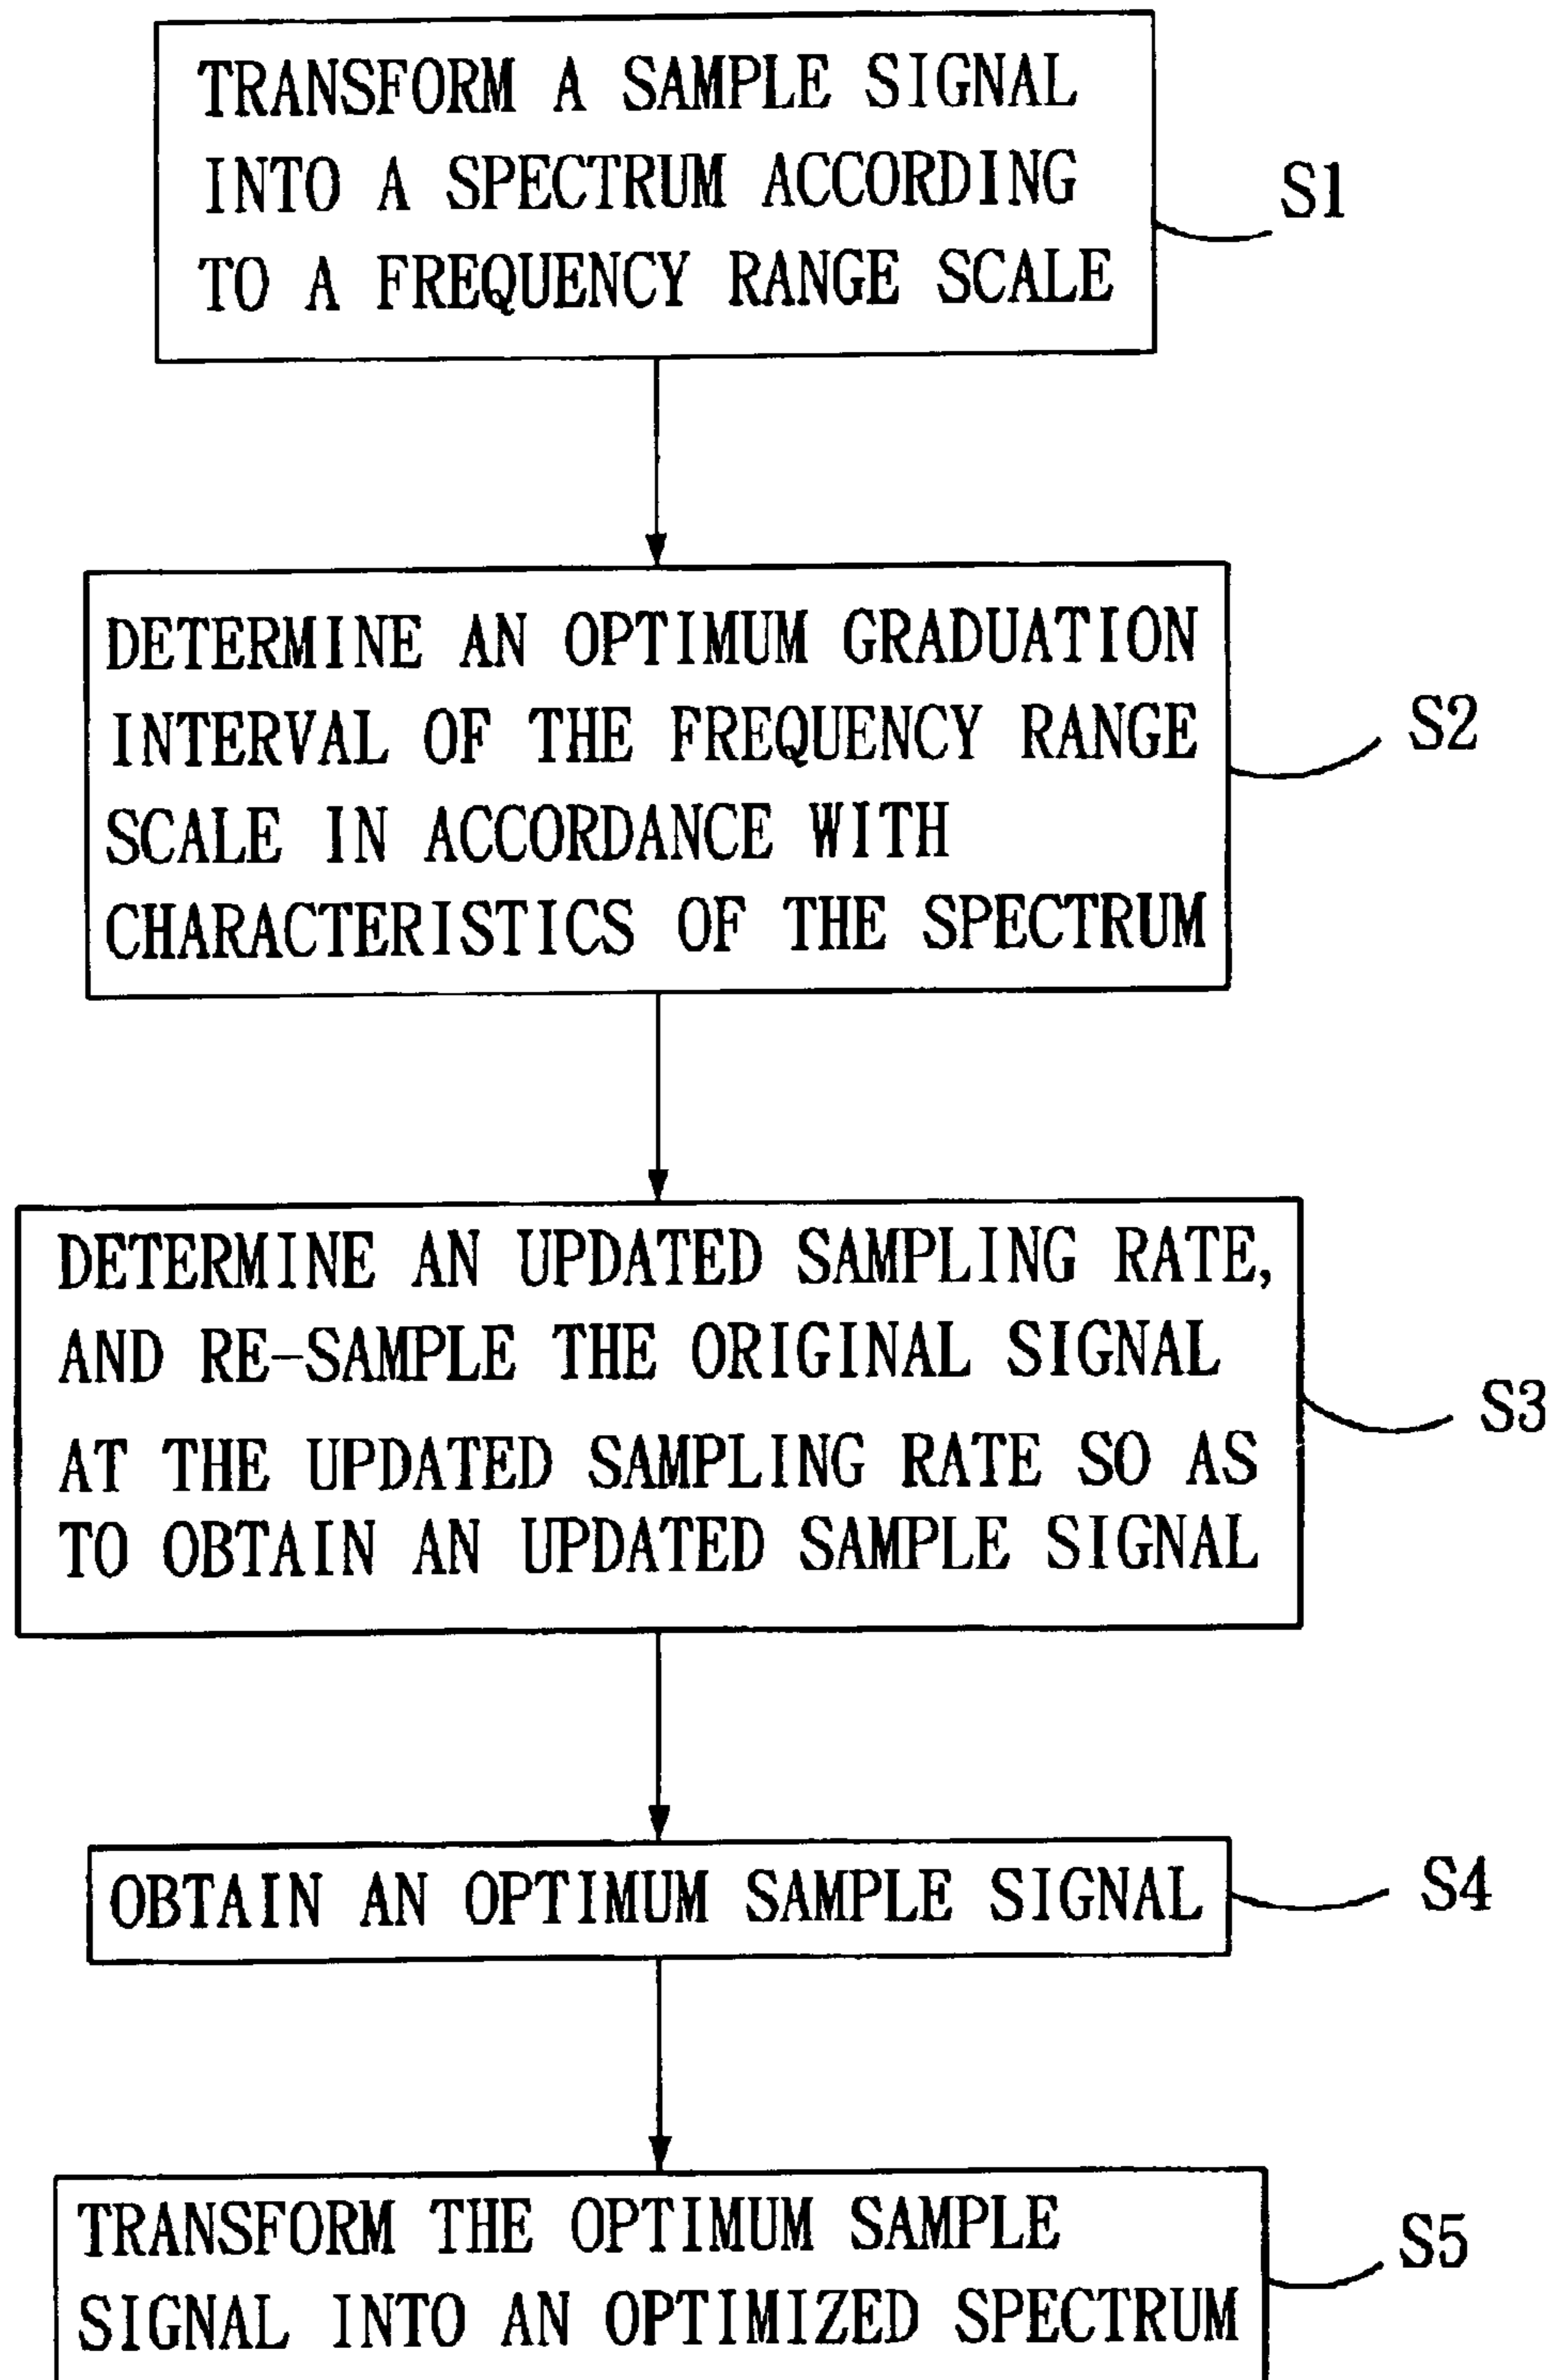 TRANSFORM A SAMPLE SIGNAL
INTO A SPECTRUM ACCORDING
TO A FREQUENCY RANGE SCALE
S1
DETERMINE AN OPTIMUM GRADUATION
INTERVAL OF THE FREQUENCY RANGE
SCALE IN ACCORDANCE WITH
CHARACTERISTICS OF THE SPECTRUM
S2
DETERMINE AN UPDATED SAMPLING RATE,
AND RE-SAMPLE THE ORIGINAL SIGNAL
AT THE UPDATED SAMPLING RATE SO AS
TO OBTAIN AN UPDATED SAMPLE SIGNAL
S3
OBTAIN AN OPTIMUM SAMPLE SIGNAL
S4
TRANSFORM THE OPTIMUM SAMPLE
SIGNAL INTO AN OPTIMIZED SPECTRUM
S5